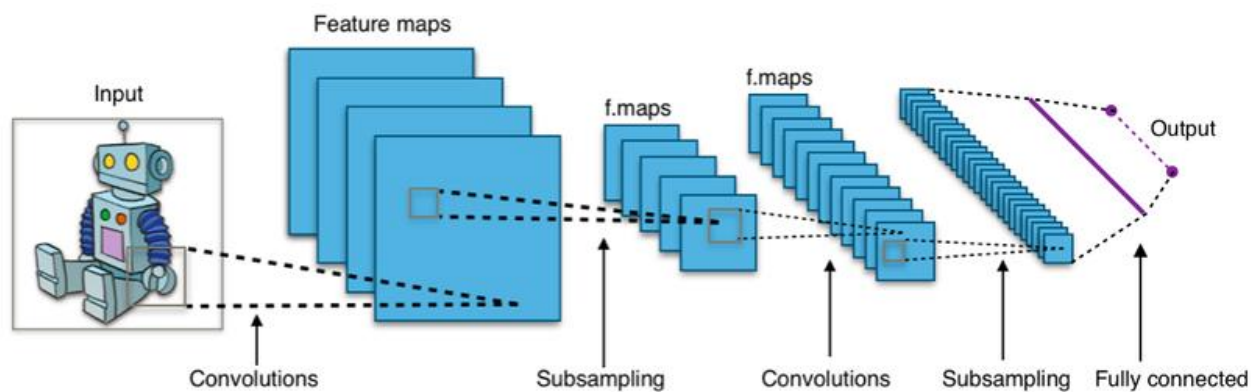 Feature maps
f.maps
Input
f.maps
Output
Convolutions
Subsampling
Convolutions
Subsampling
Fully connected